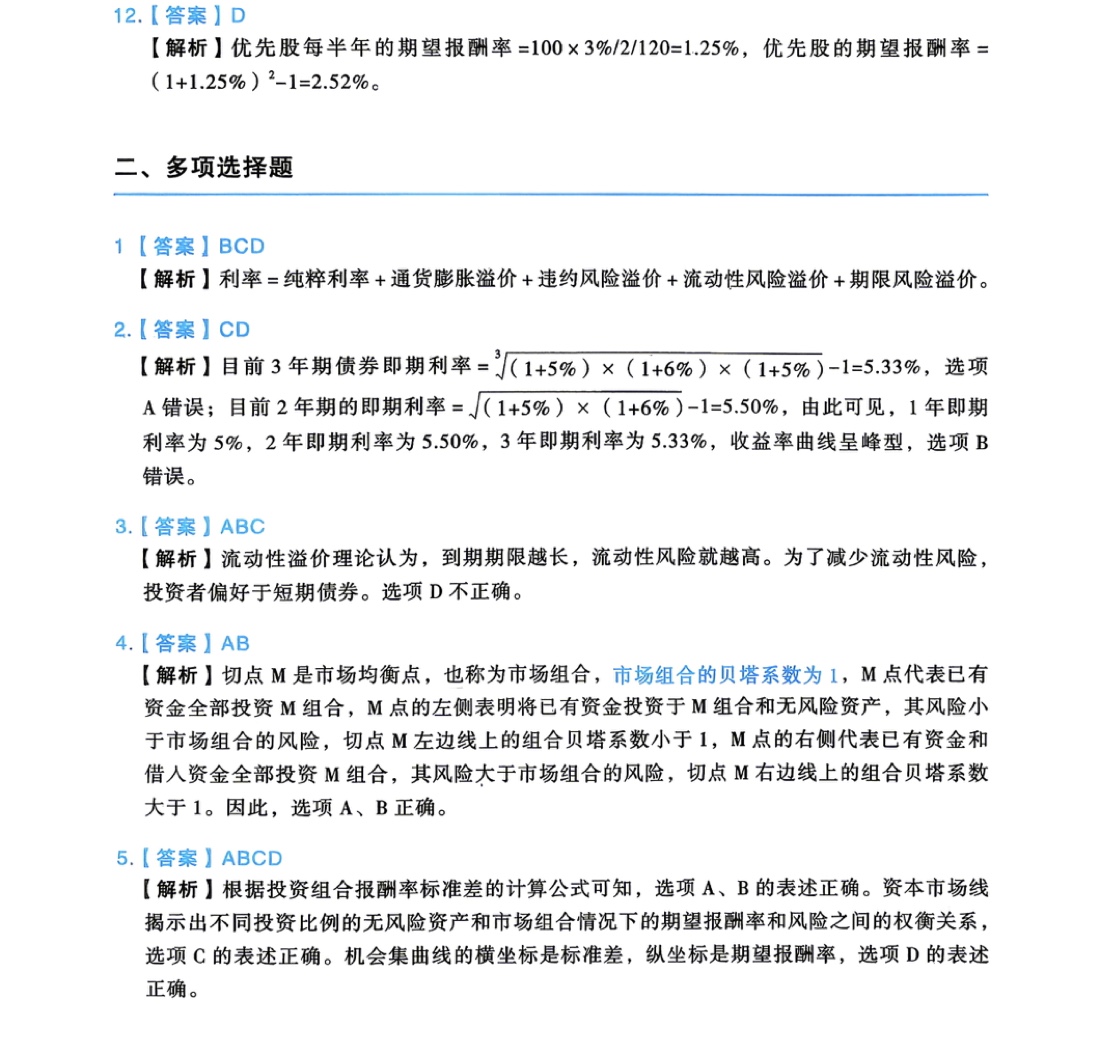 12.【答案】D
【解析】优先股每半年的期望报酬率=100×3%/2/120=1.25%，优先股的期望报酬率=
（1+1.25%）²-1=2.52%。
二、多项选择题
1【答案】BCD
【解析】利率=纯粹利率+通货膨胀溢价+违约风险溢价+流动性风险溢价+期限风险溢价。
2.【答案】CD
【解析】目前3年期债券即期利率=³√（1+5%）×（1+6%）×（1+5%）-1=5.33%，选项
A错误；目前2年期的即期利率=√（1+5%）×（1+6%）-1=5.50%，由此可见，1年即期
利率为5%，2年即期利率为5.50%，3年即期利率为5.33%，收益率曲线呈峰型，选项B
错误。
3.【答案】ABC
【解析】流动性溢价理论认为，到期期限越长，流动性风险就越高。为了减少流动性风险，
投资者偏好于短期债券。选项D不正确。
4.【答案】AB
【解析】切点M是市场均衡点，也称为市场组合，市场组合的贝塔系数为1，M点代表已有
资金全部投资M组合，M点的左侧表明将已有资金投资于M组合和无风险资产，其风险小
于市场组合的风险，切点M左边线上的组合贝塔系数小于1，M点的右侧代表已有资金和
借入资金全部投资M组合，其风险大于市场组合的风险，切点M右边线上的组合贝塔系数
大于1。因此，选项A、B正确。
5.【答案】ABCD
【解析】根据投资组合报酬率标准差的计算公式可知，选项A、B的表述正确。资本市场线
揭示出不同投资比例的无风险资产和市场组合情况下的期望报酬率和风险之间的权衡关系，
选项C的表述正确。机会集曲线的横坐标是标准差，纵坐标是期望报酬率，选项D的表述
正确。